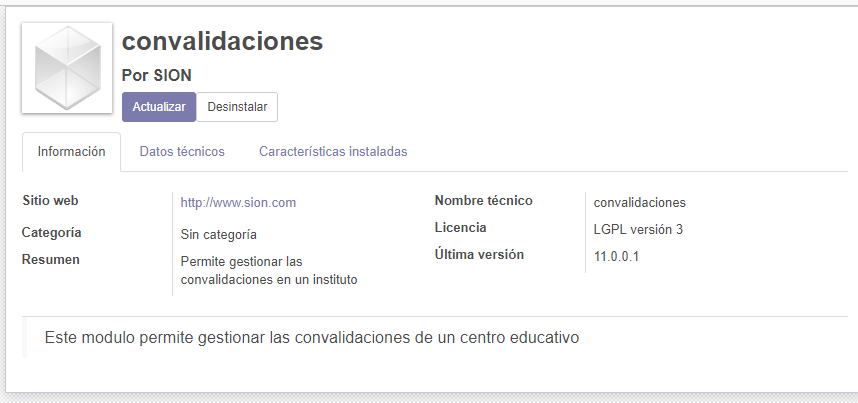 convalidaciones
Por SION
Actualizar Desinstalar
Información Datos técnicos Características instaladas
Sitio web http://www.sion.com
Categoría Sin categoría
Resumen Permite gestionar las
convalidaciones en un instituto
Nombre técnico convalidaciones
Licencia LGPL versión 3
Última versión 11.0.0.1
Este modulo permite gestionar las convalidaciones de un centro educativo